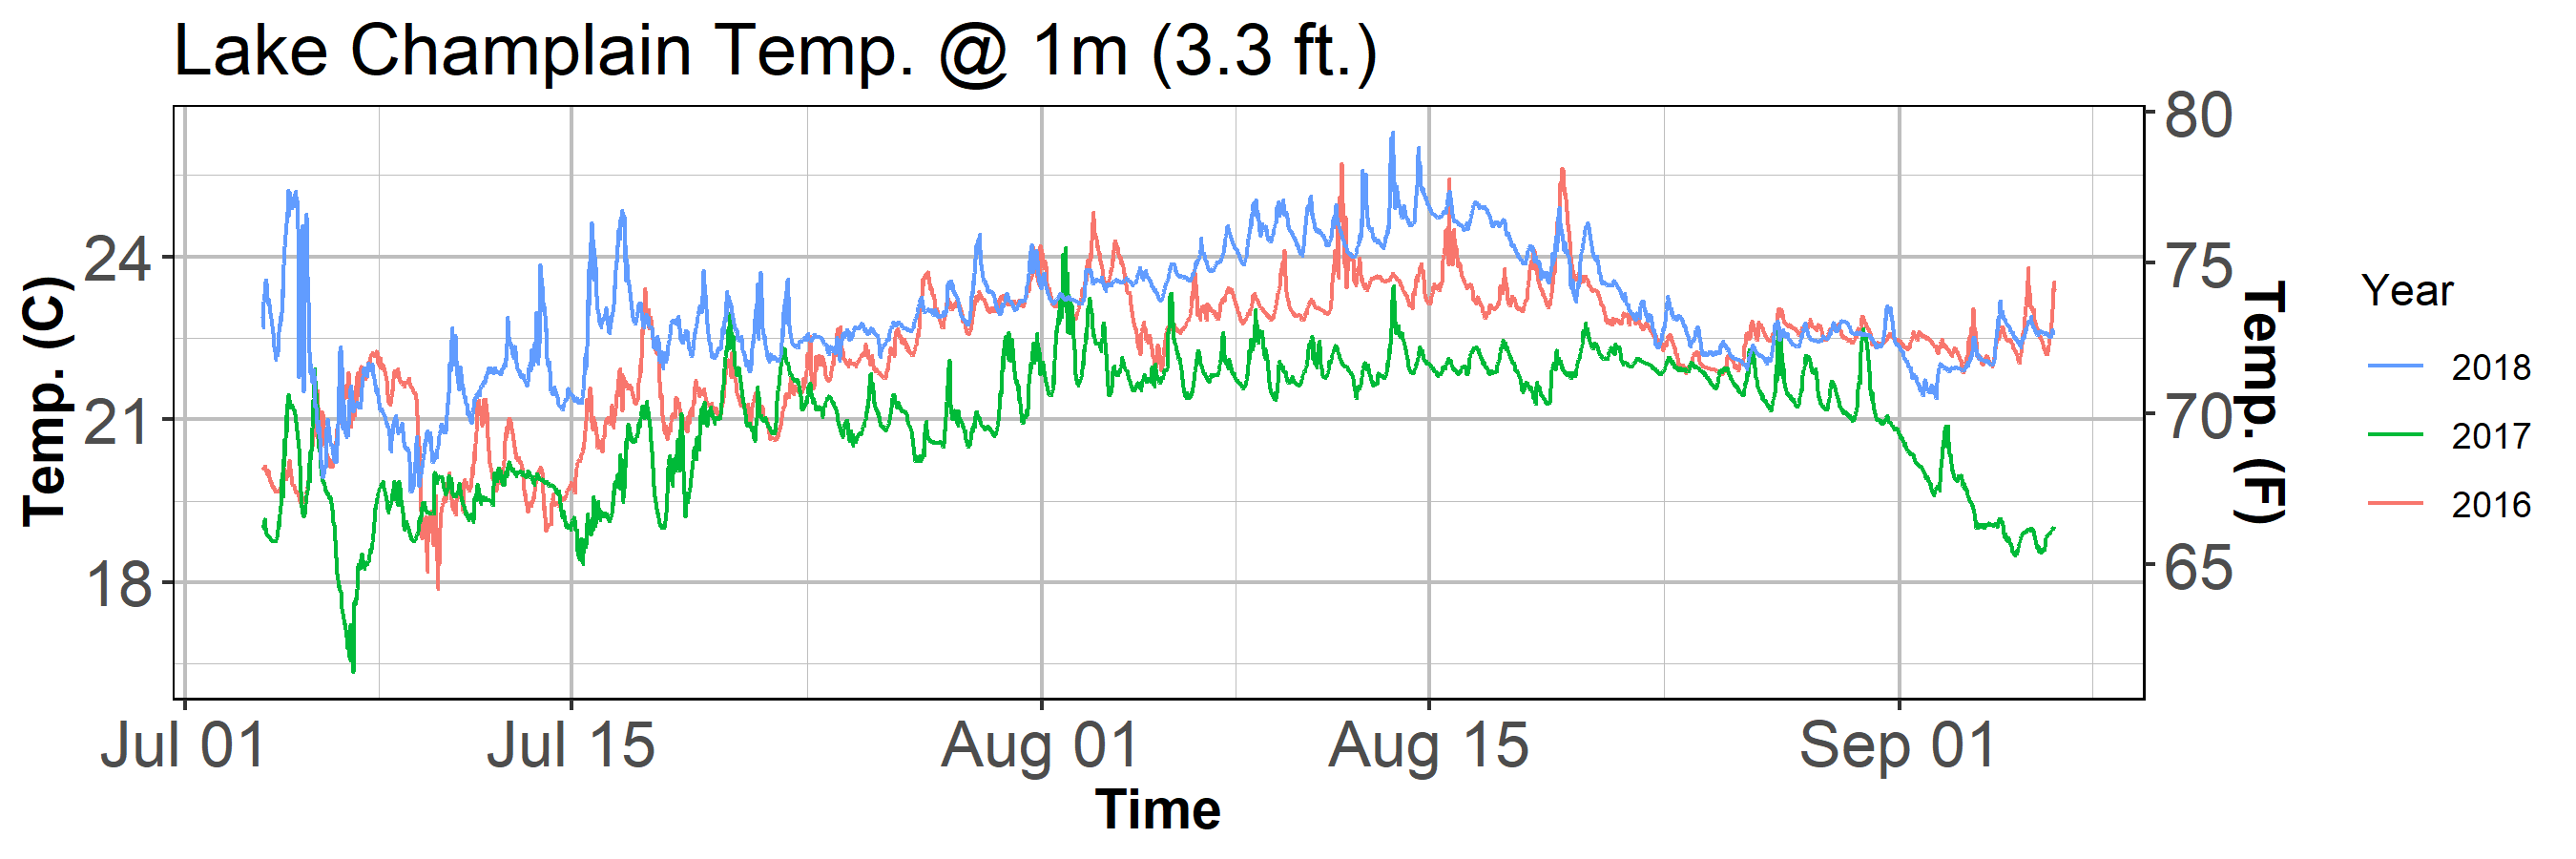 Lake Champlain Temp. @ 1m (3.3 ft.)
Temp. (C)
24
21
18
80
75
70
65
Temp. (F)
Jul 01
Jul 15
Aug 01
Aug 15
Sep 01
Time
Year
2018
2017
2016